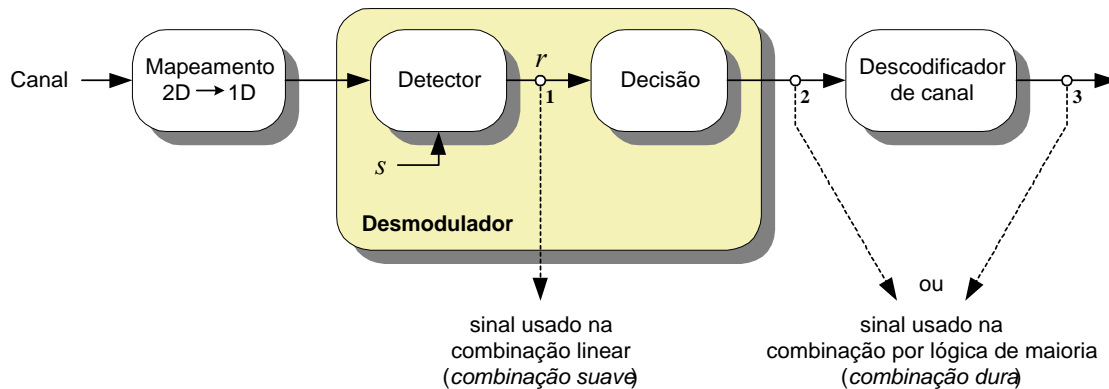 Canal
Mapeamento
2D → 1D
Detector
r
1
Decisão
2
Descodificador
de canal
3
s
Desmodulador
ou
sinal usado na
combinação linear
(combinação suave)
sinal usado na
combinação por lógica de maioria
(combinação dura)